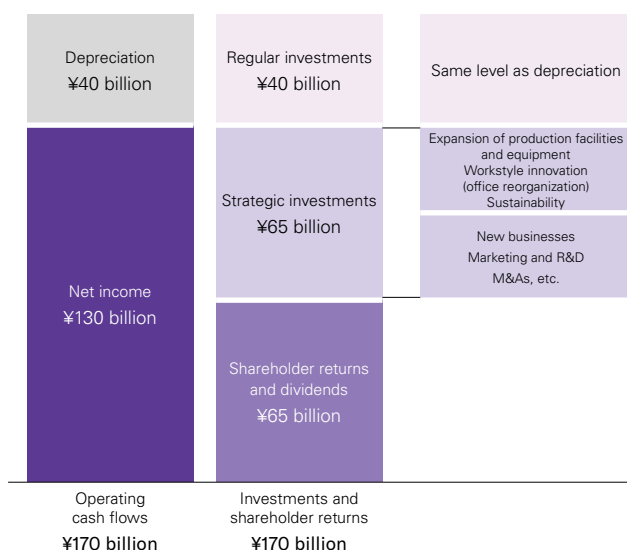 Depreciation
¥40 billion
Regular investments
¥40 billion
Same level as depreciation
Net income
¥130 billion
Strategic investments
¥65 billion
Expansion of production facilities
and equipment
Workstyle innovation
(office reorganization)
Sustainability
New businesses
Marketing and R&D
M&As, etc.
Shareholder returns
and dividends
¥65 billion
Operating
cash flows
¥170 billion
Investments and
shareholder returns
¥170 billion